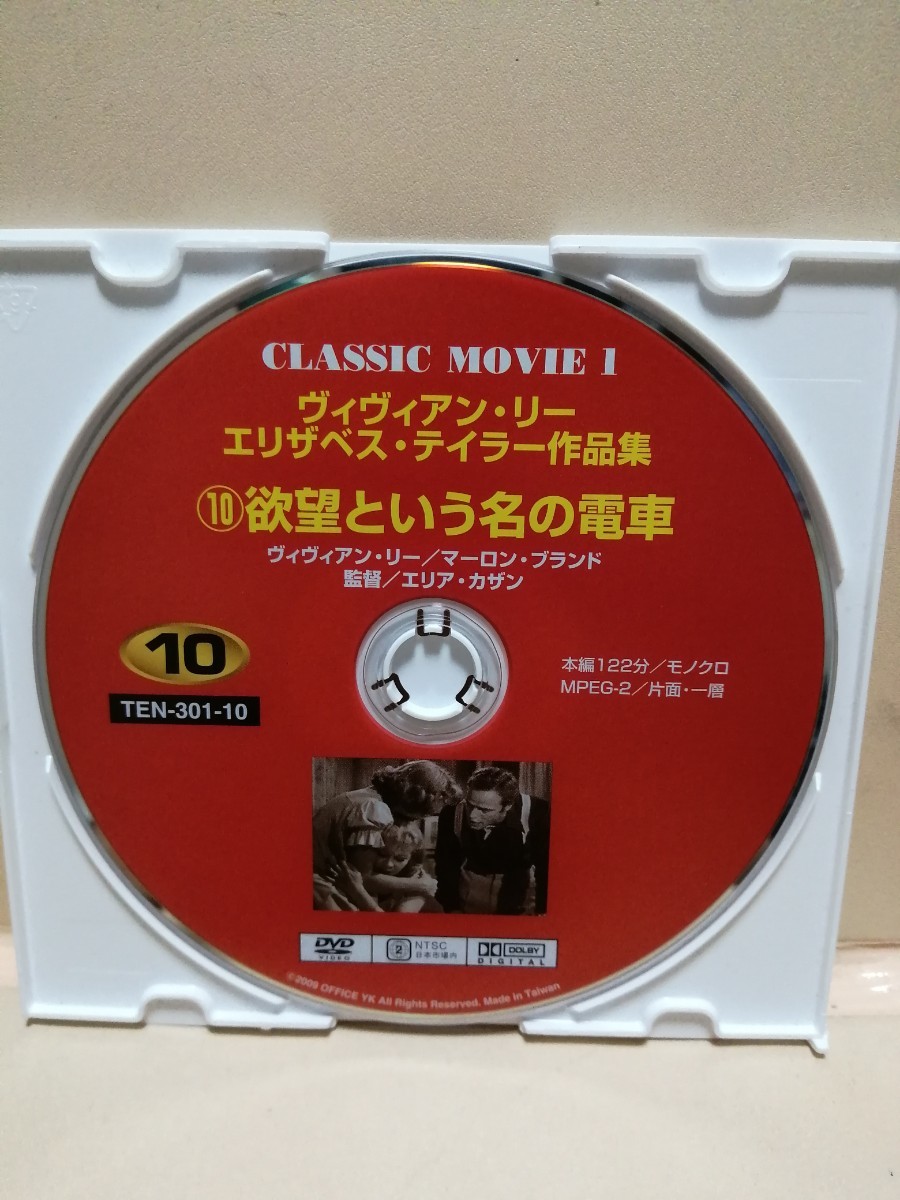 CLASSIC MOVIE 1
ヴィヴィアン・リー
エリザベス・テイラー作品集
⑩欲望という名の電車
ヴィヴィアン・リー／マーロン・ブランド
監督／エリア・カザン
10
TEN-301-10
本編122分／モノクロ
MPEG-2／片面・一層
DVD
VIDEO
2
NTSC
日本市場内
DOLBY
DIGITAL
©2009 OFFICE YK All Rights Reserved. Made in Taiwan